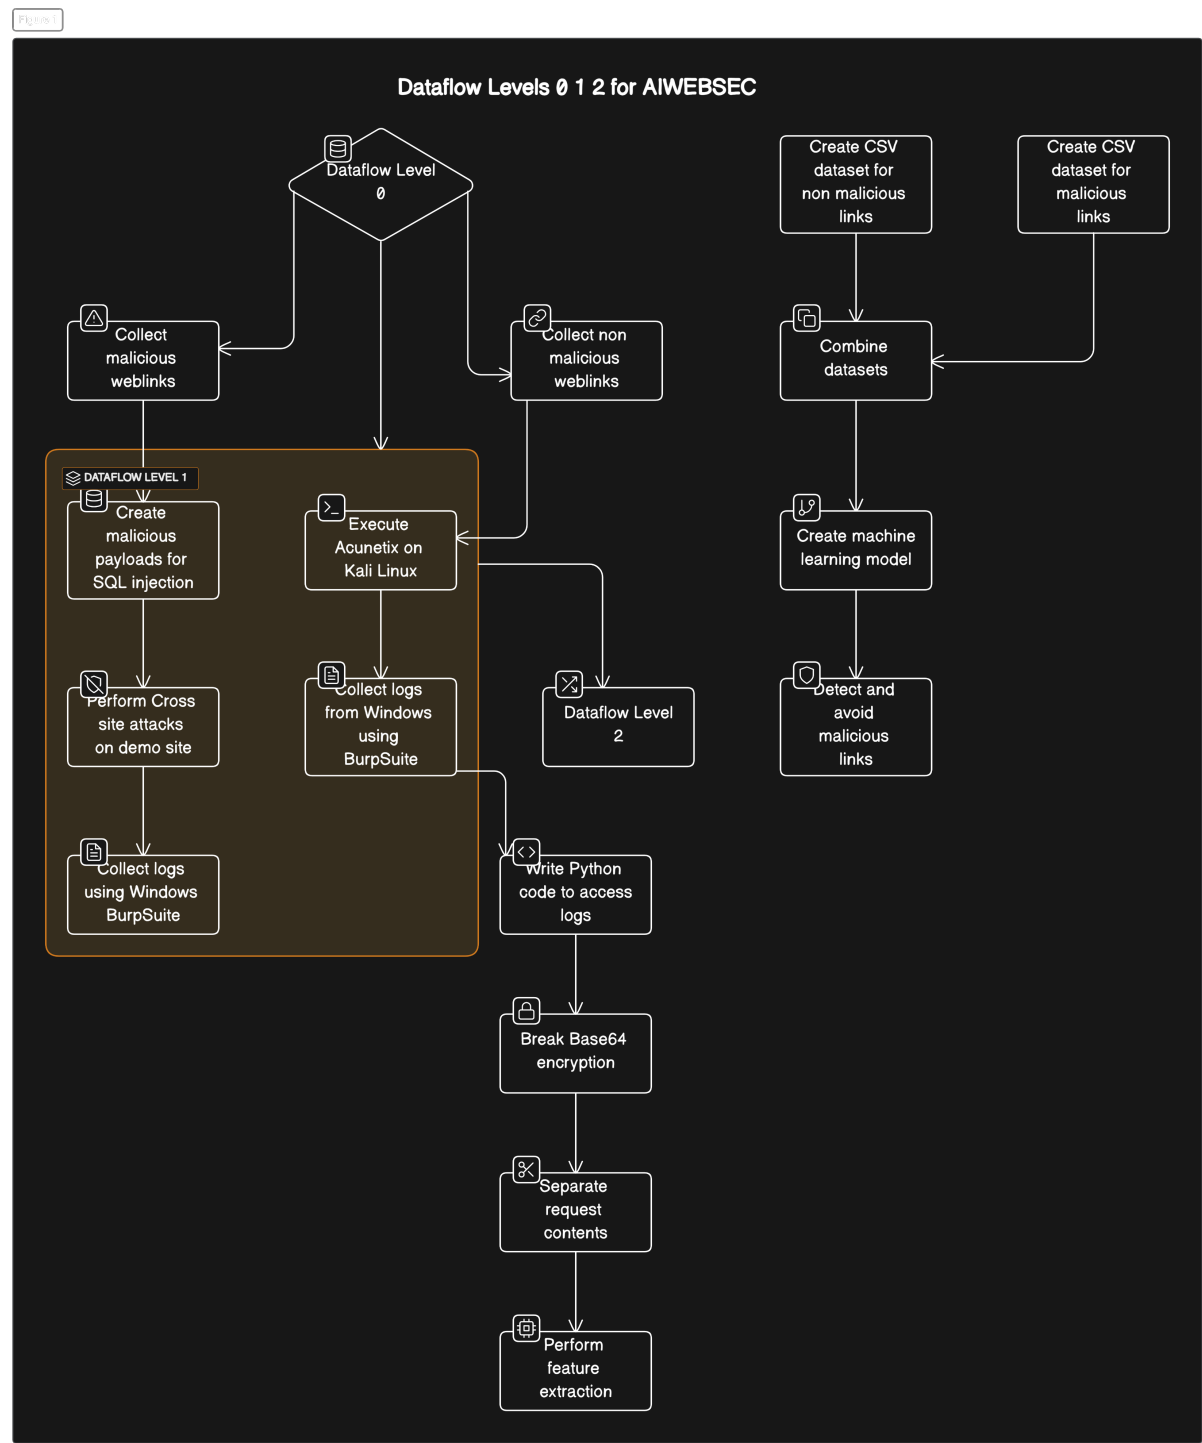 Figure 1
Dataflow Levels 0 1 2 for AIWEBSEC
Dataflow Level
0
Create CSV
dataset for
non malicious
links
Create CSV
dataset for
malicious
links
Collect
malicious
weblinks
Collect non
malicious
weblinks
Combine
datasets
DATAFLOW LEVEL 1
Create
malicious
payloads for
SQL injection
Execute
Acunetix on
Kali Linux
Create machine
learning model
Perform Cross
site attacks
on demo site
Collect logs
from Windows
using
BurpSuite
Dataflow Level
2
Detect and
avoid
malicious
links
Collect logs
using Windows
BurpSuite
Write Python
code to access
logs
Break Base64
encryption
Separate
request
contents
Perform
feature
extraction